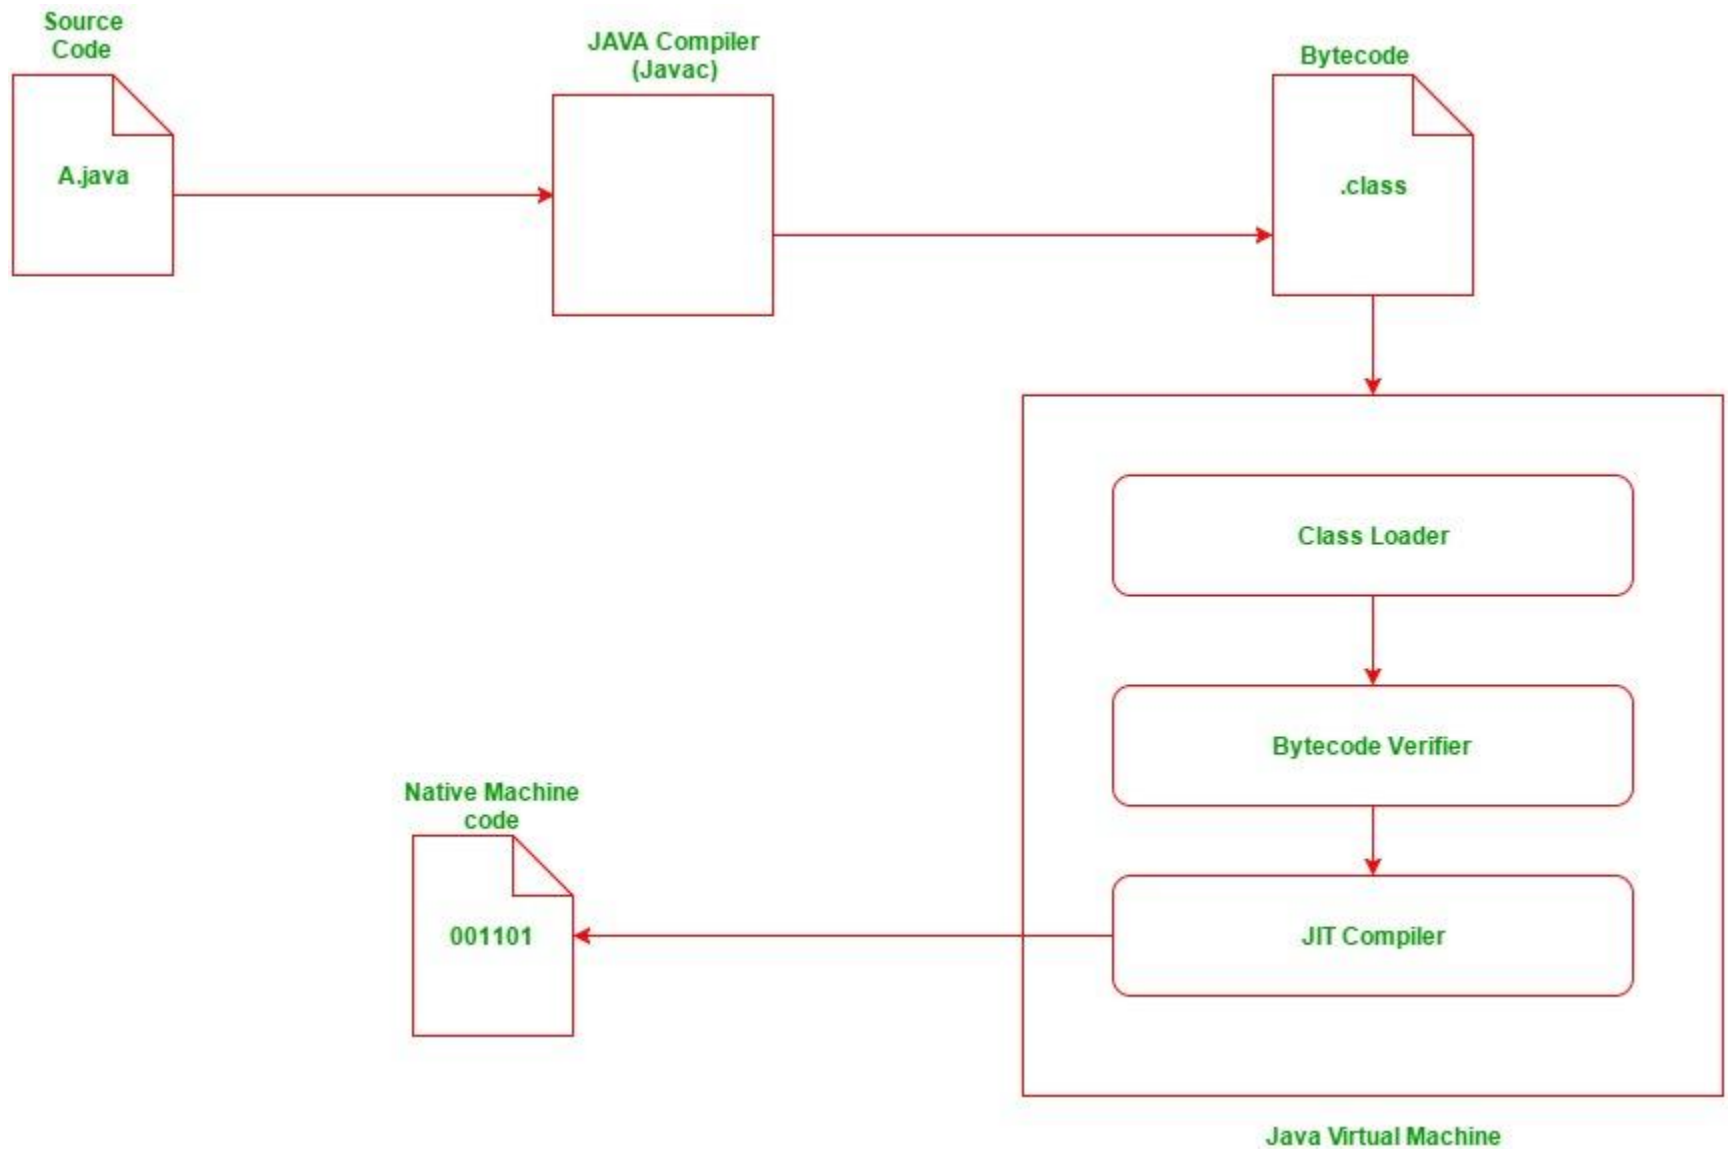 Source
Code
A.java
JAVA Compiler
(Javac)
Bytecode
.class
Class Loader
Bytecode Verifier
JIT Compiler
Java Virtual Machine
Native Machine
code
001101